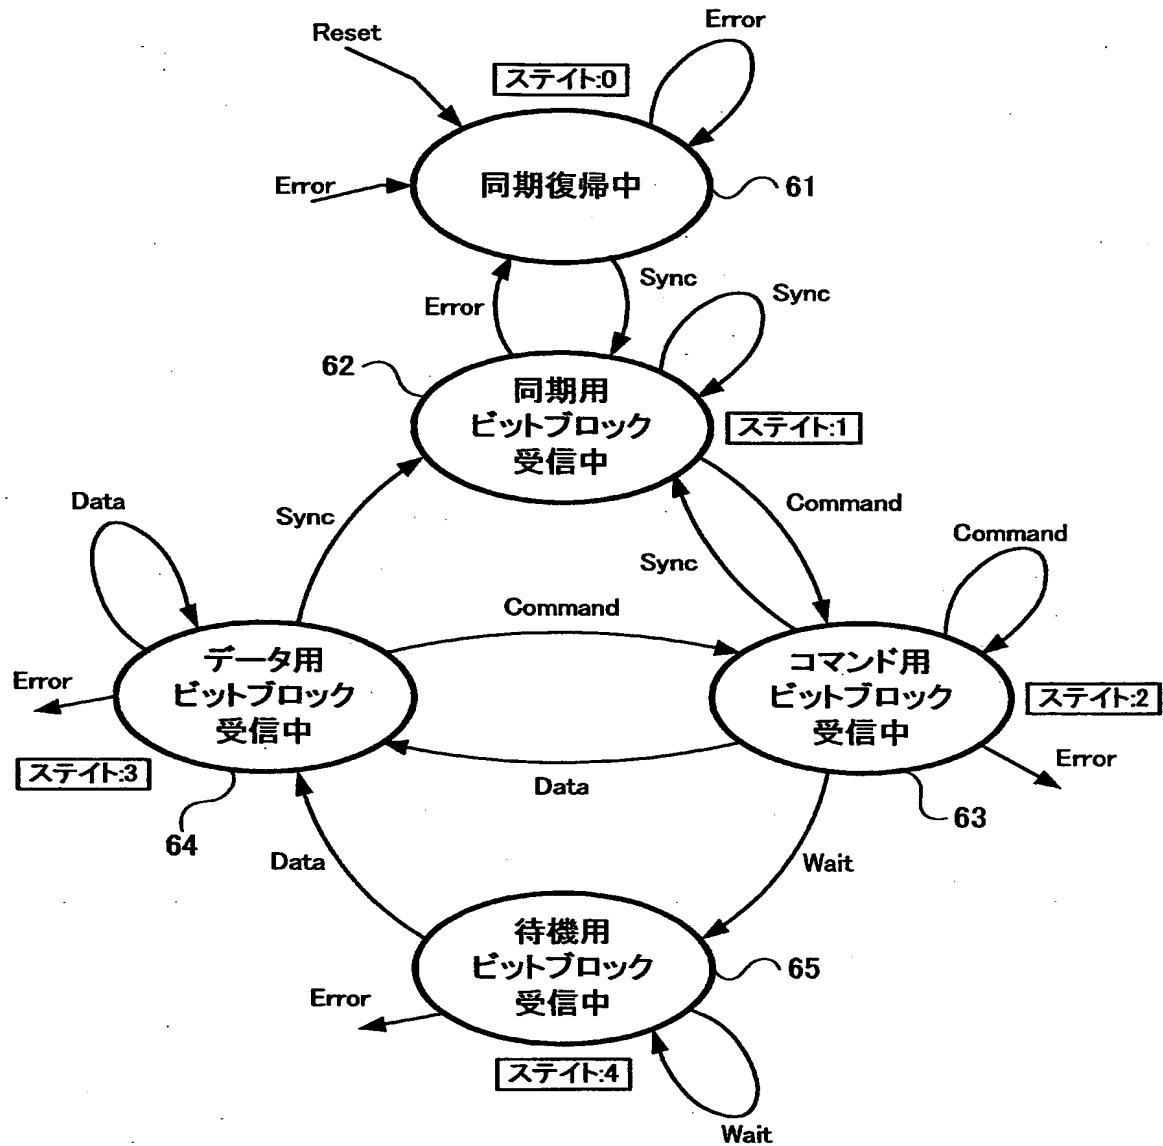 Reset
Error
ステイト:0
同期復帰中
61
Error
Error
Sync
Sync
62
同期用
ビットブロック
受信中
ステイト:1
Data
Sync
Command
Sync
Command
Command
データ用
ビットブロック
受信中
コマンド用
ビットブロック
受信中
Error
ステイト:2
ステイト:3
Error
Data
64
63
Data
Wait
待機用
ビットブロック
受信中
65
Error
ステイト:4
Wait